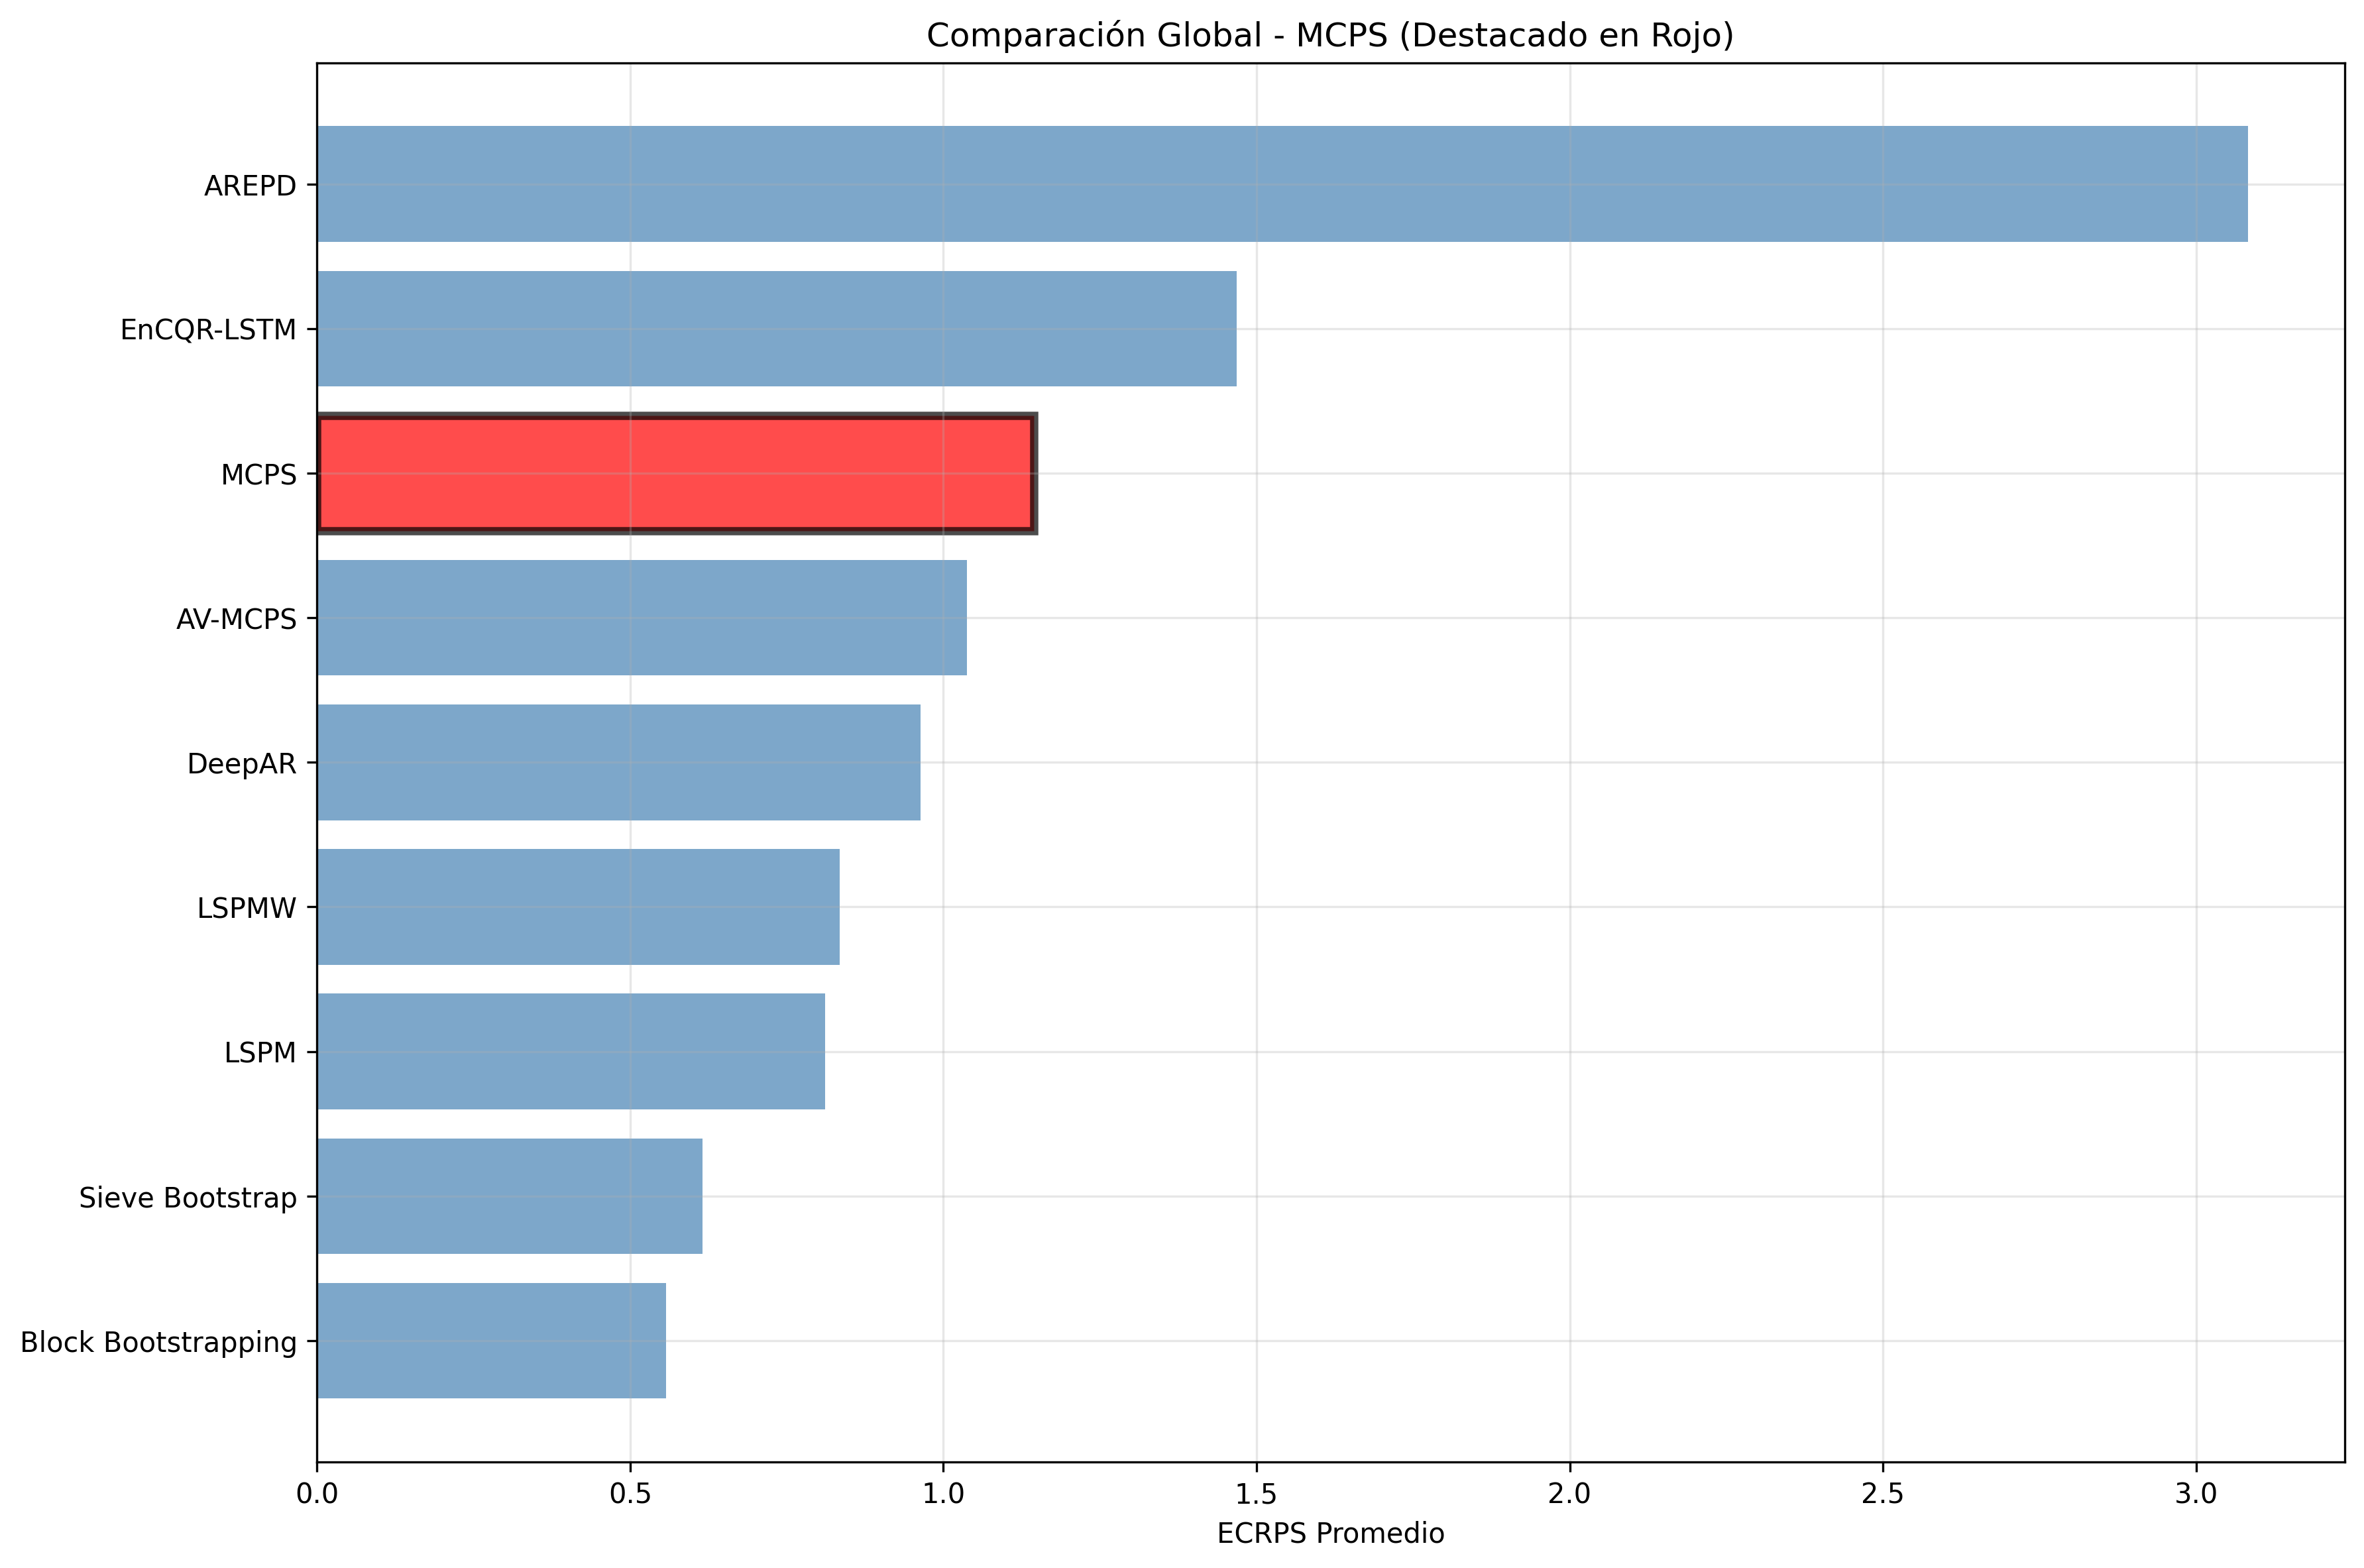 Comparación Global - MCPS (Destacado en Rojo)
AREPD
EnCQR-LSTM
MCPS
AV-MCPS
DeepAR
LSPMW
LSPM
Sieve Bootstrap
Block Bootstrapping
0.0 0.5 1.0 1.5 2.0 2.5 3.0
ECRPS Promedio